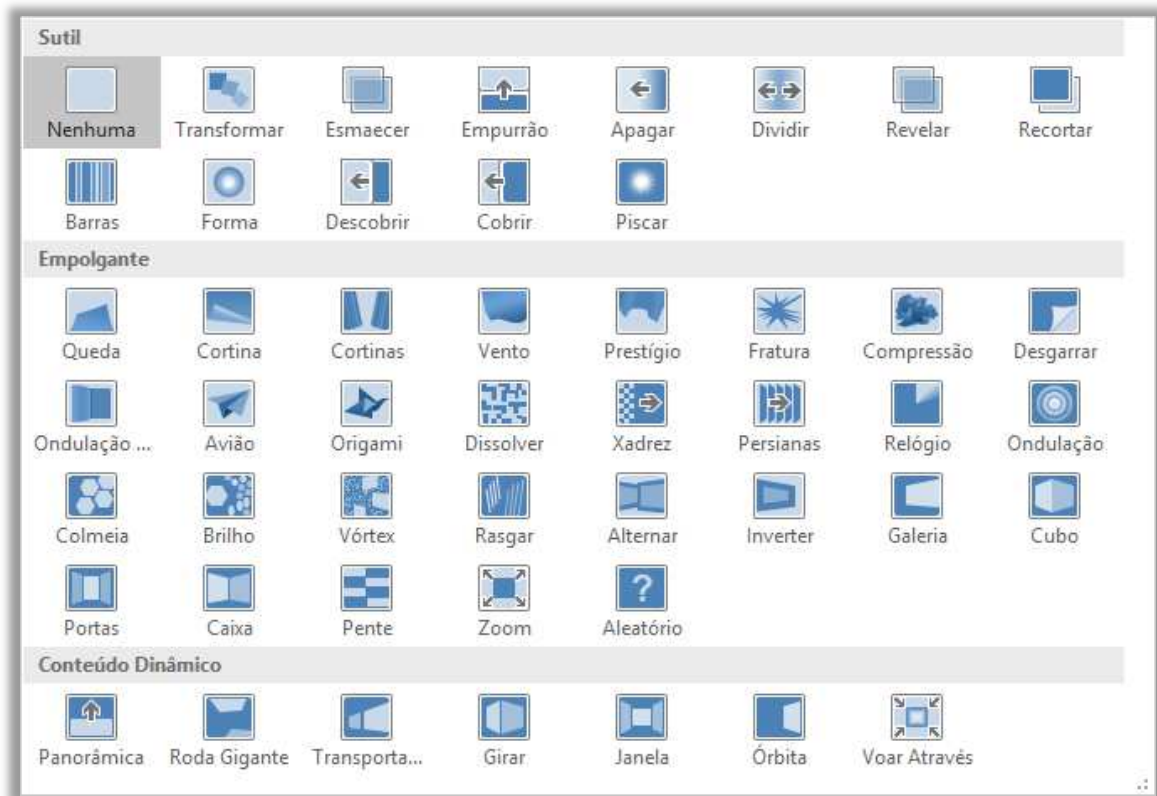 Sutil
Nenhuma Transformar Esmaecer Empurrão Apagar Dividir Revelar Recortar
Barras Forma Descobrir Cobrir Piscar
Empolgante
Queda Cortina Cortinas Vento Prestígio Fratura Compressão Desgarrar
Ondulação ... Avião Origami Dissolver Xadrez Persianas Relógio Ondulação
Colmeia Brilho Vórtex Rasgar Alternar Inverter Galeria Cubo
Portas Caixa Pente Zoom Aleatório
Conteúdo Dinâmico
Panorâmica Roda Gigante Transporta... Girar Janela Órbita Voar Através